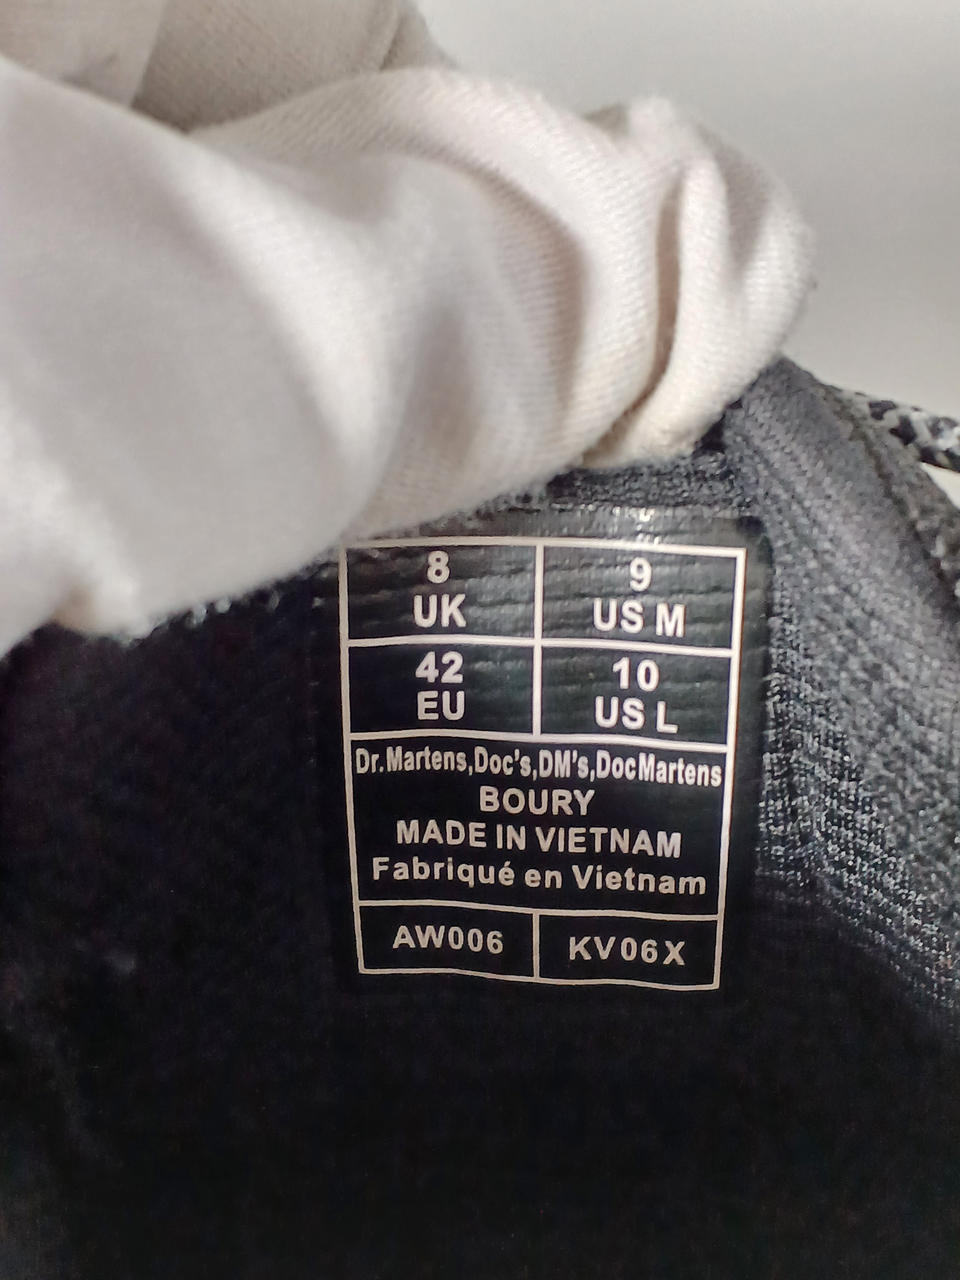 8 9
UK US M
42 10
EU US L
Dr.Martens,Doc's,DM's,DocMartens
BOURY
MADE IN VIETNAM
Fabriqué en Vietnam
AW006 KV06X